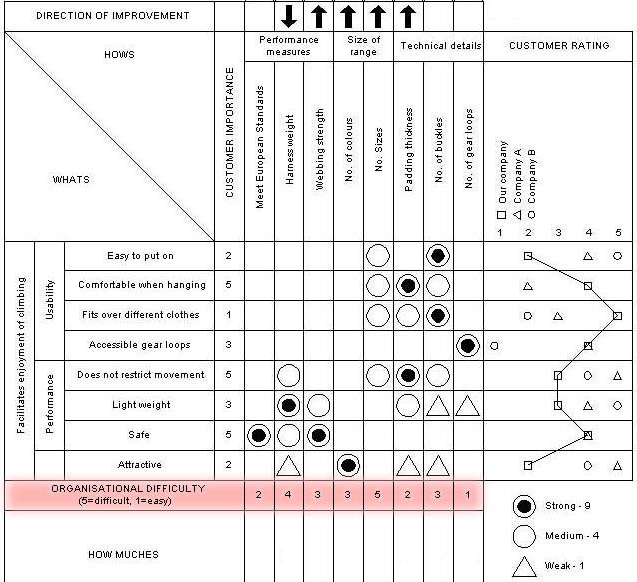 DIRECTION OF IMPROVEMENT
HOWS
WHATS
CUSTOMER IMPORTANCE
Performance
measures
Size of
range
Technical details
CUSTOMER RATING
Meet European Standards
Harness weight
Webbing strength
No. of colours
No. Sizes
Padding thickness
No. of buckles
No. of gear loops
Our company
Company A
Company B
1 2 3 4 5
Facilitates enjoyment of climbing
Usability
Easy to put on 2
Comfortable when hanging 5
Fits over different clothes 1
Accessible gear loops 3
Performance
Does not restrict movement 5
Light weight 3
Safe 5
Attractive 2
ORGANISATIONAL DIFFICULTY
(5=difficult, 1=easy)
2 4 3 3 5 2 3 1
HOW MUCHES
Strong - 9
Medium - 4
Weak - 1